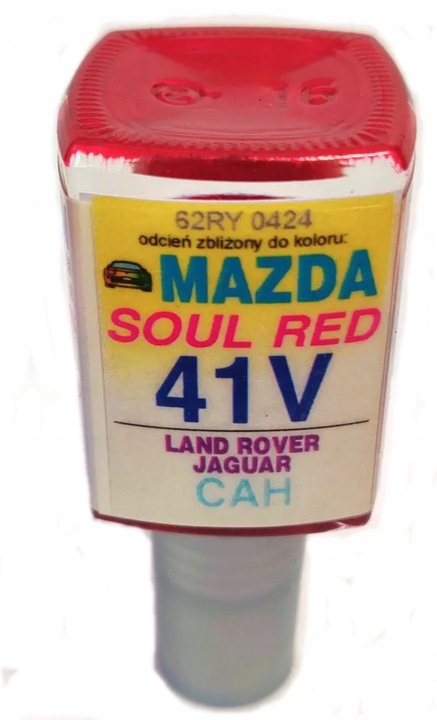 62RY 0424
odcień zbliżony do koloru:
MAZDA
SOUL RED
41V
LAND ROVER
JAGUAR
CAH